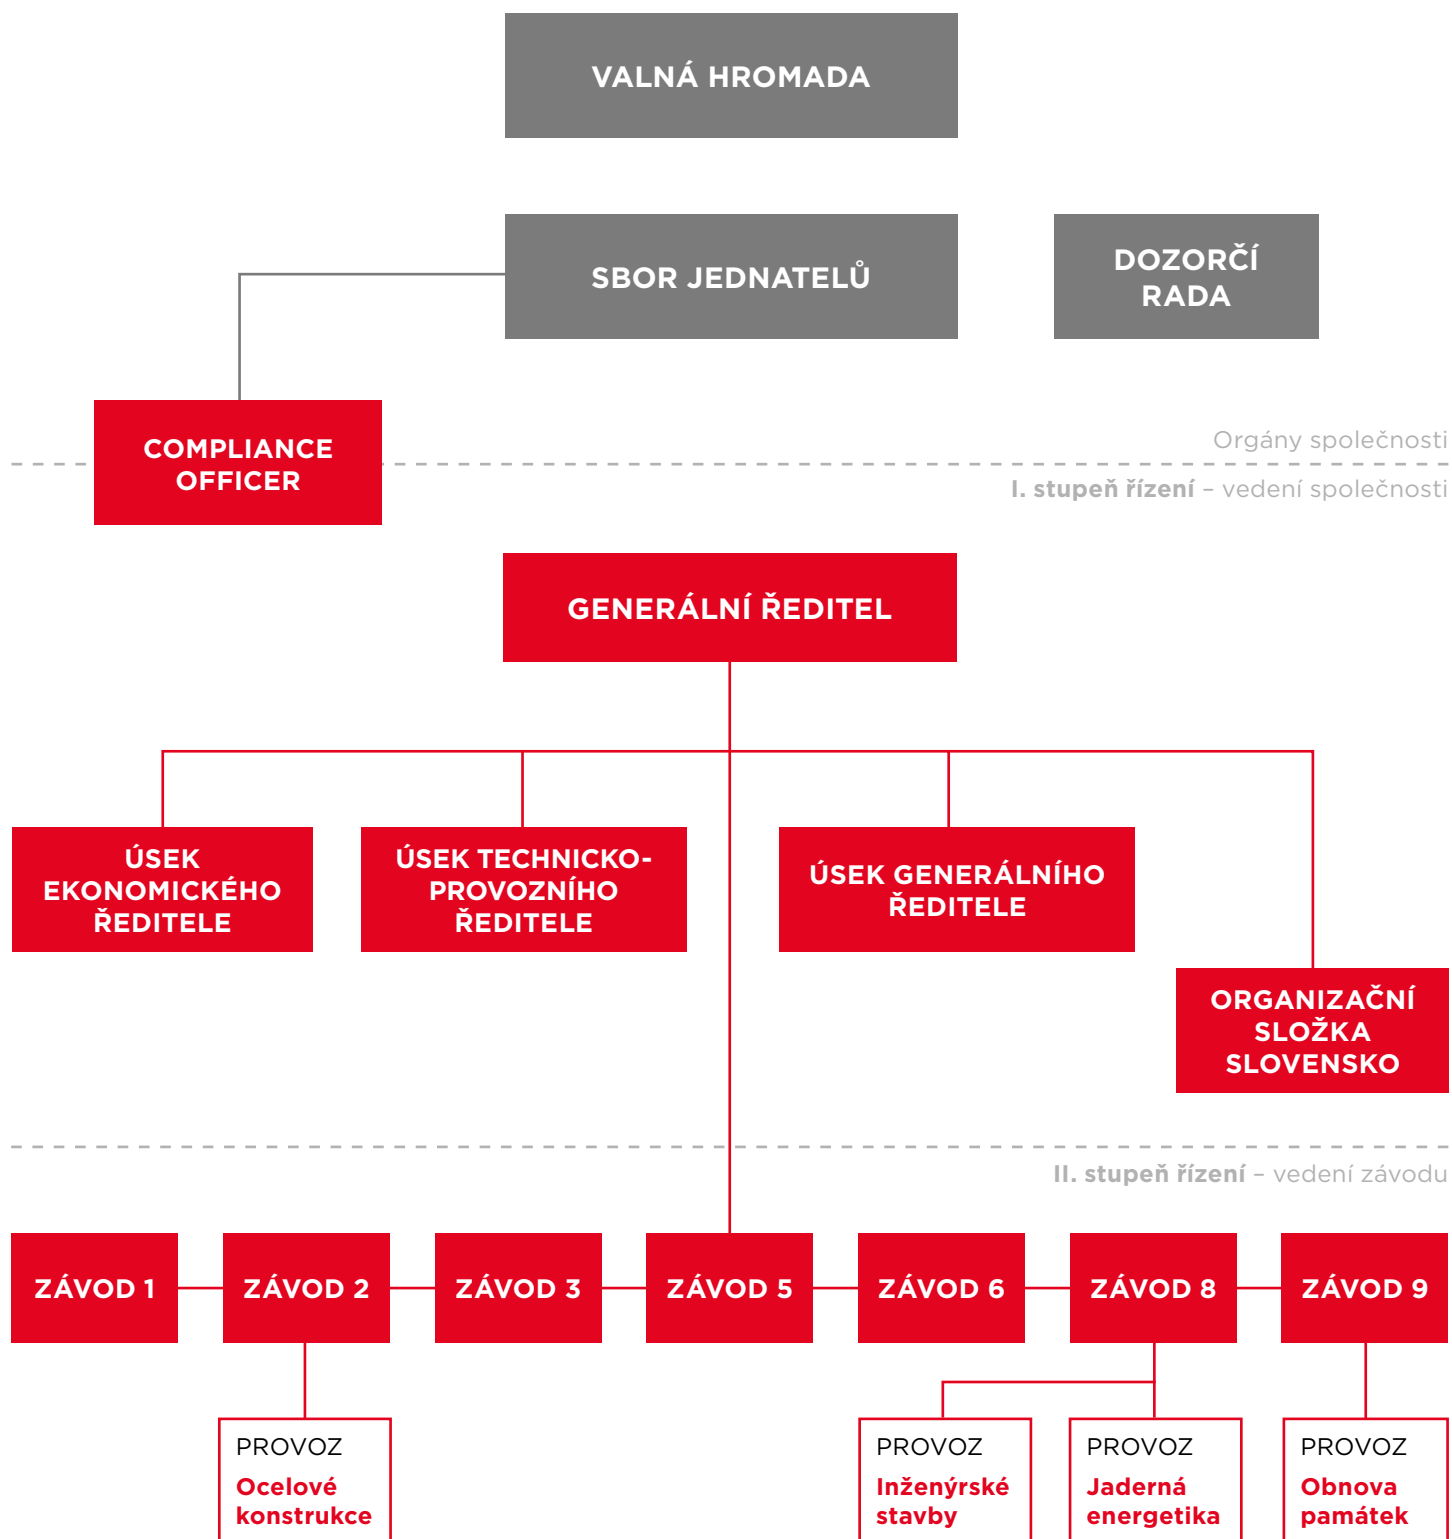 VALNÁ HROMADA
SBOR JEDNATELŮ
DOZORČÍ
RADA
COMPLIANCE
OFFICER
Orgány společnosti
I. stupeň řízení – vedení společnosti
GENERÁLNÍ ŘEDITEL
ÚSEK
EKONOMICKÉHO
ŘEDITELE
ÚSEK TECHNICKO-
PROVOZNÍHO
ŘEDITELE
ÚSEK GENERÁLNÍHO
ŘEDITELE
ORGANIZAČNÍ
SLOŽKA
SLOVENSKO
II. stupeň řízení – vedení závodu
ZÁVOD 1
ZÁVOD 2
ZÁVOD 3
ZÁVOD 5
ZÁVOD 6
ZÁVOD 8
ZÁVOD 9
PROVOZ
Ocelové
konstrukce
PROVOZ
Inženýrské
stavby
PROVOZ
Jaderná
energetika
PROVOZ
Obnova
památek